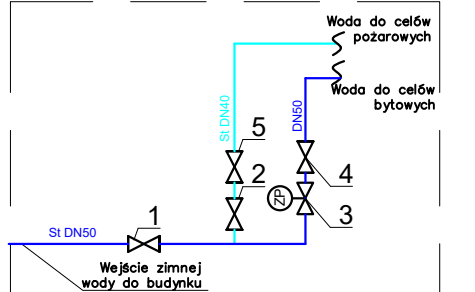 Woda do celów
pożarowych
Woda do celów
bytowych
St DN40
DN50
5
2
4
ZP
3
1
St DN50
Wejście zimnej
wody do budynku